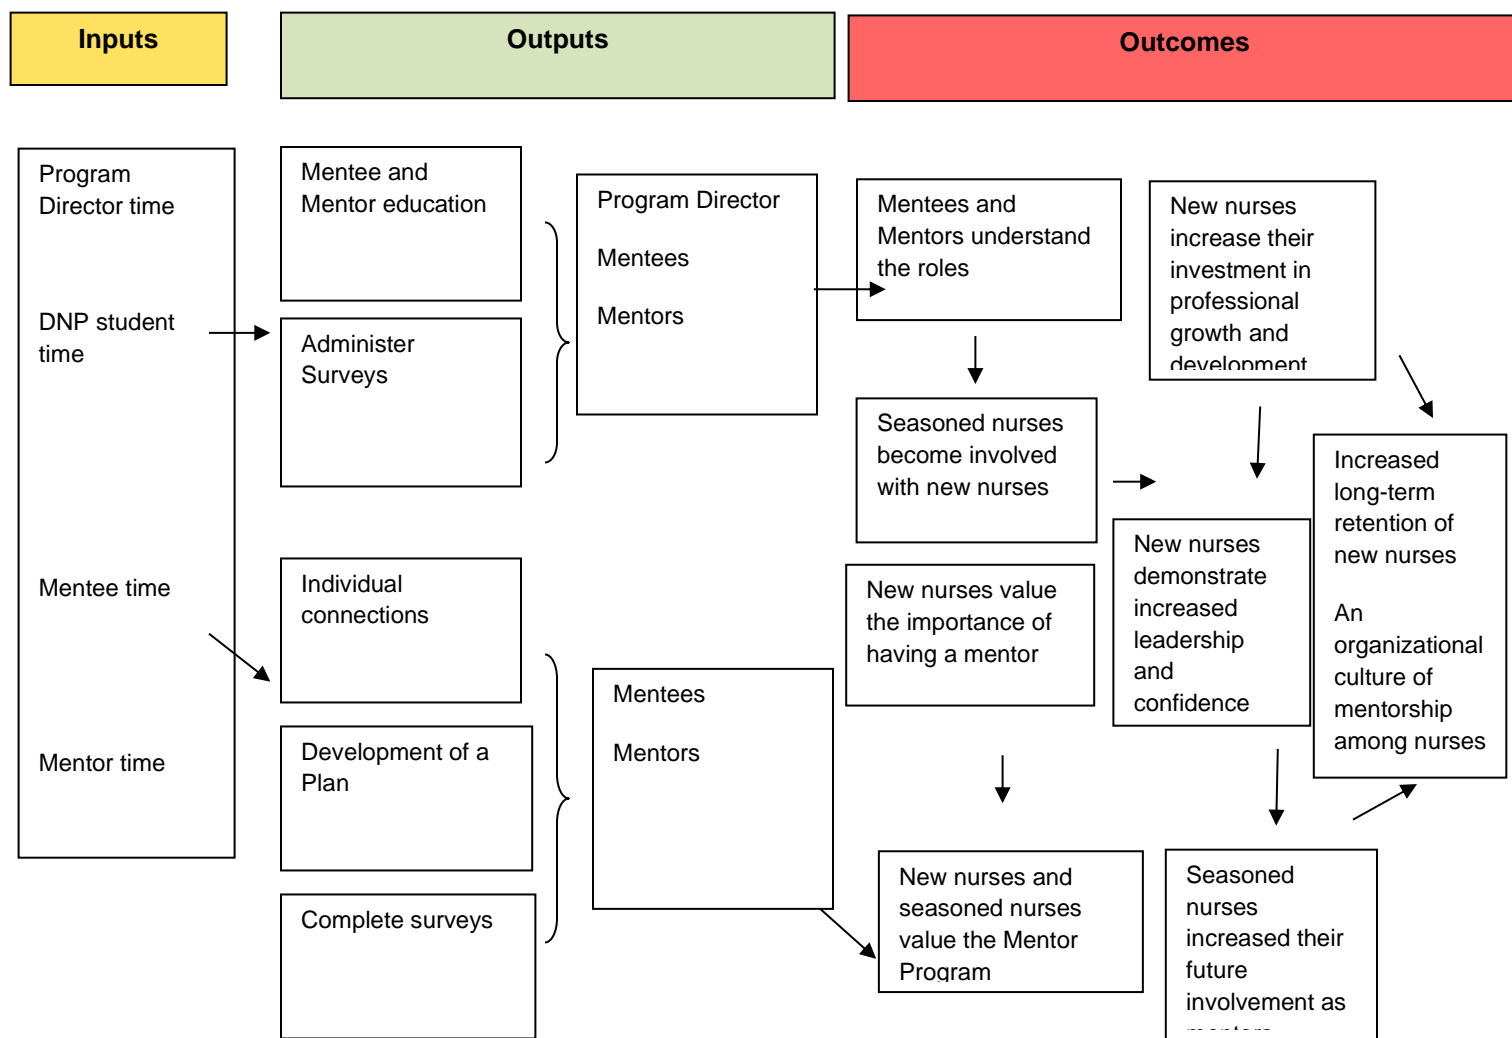 Inputs
Outputs
Outcomes
Program
Director time
DNP student
time
Mentee time
Mentor time
Mentee and
Mentor education
Administer
Surveys
Individual
connections
Development of a
Plan
Complete surveys
Program Director
Mentees
Mentors
Mentees
Mentors
Mentees and
Mentors understand
the roles
Seasoned nurses
become involved
with new nurses
New nurses value
the importance of
having a mentor
New nurses and
seasoned nurses
value the Mentor
Program
New nurses
increase their
investment in
professional
growth and
development
New nurses
demonstrate
increased
leadership
and
confidence
Seasoned
nurses
increased their
future
involvement as
mentors
Increased
long-term
retention of
new nurses
An
organizational
culture of
mentorship
among nurses